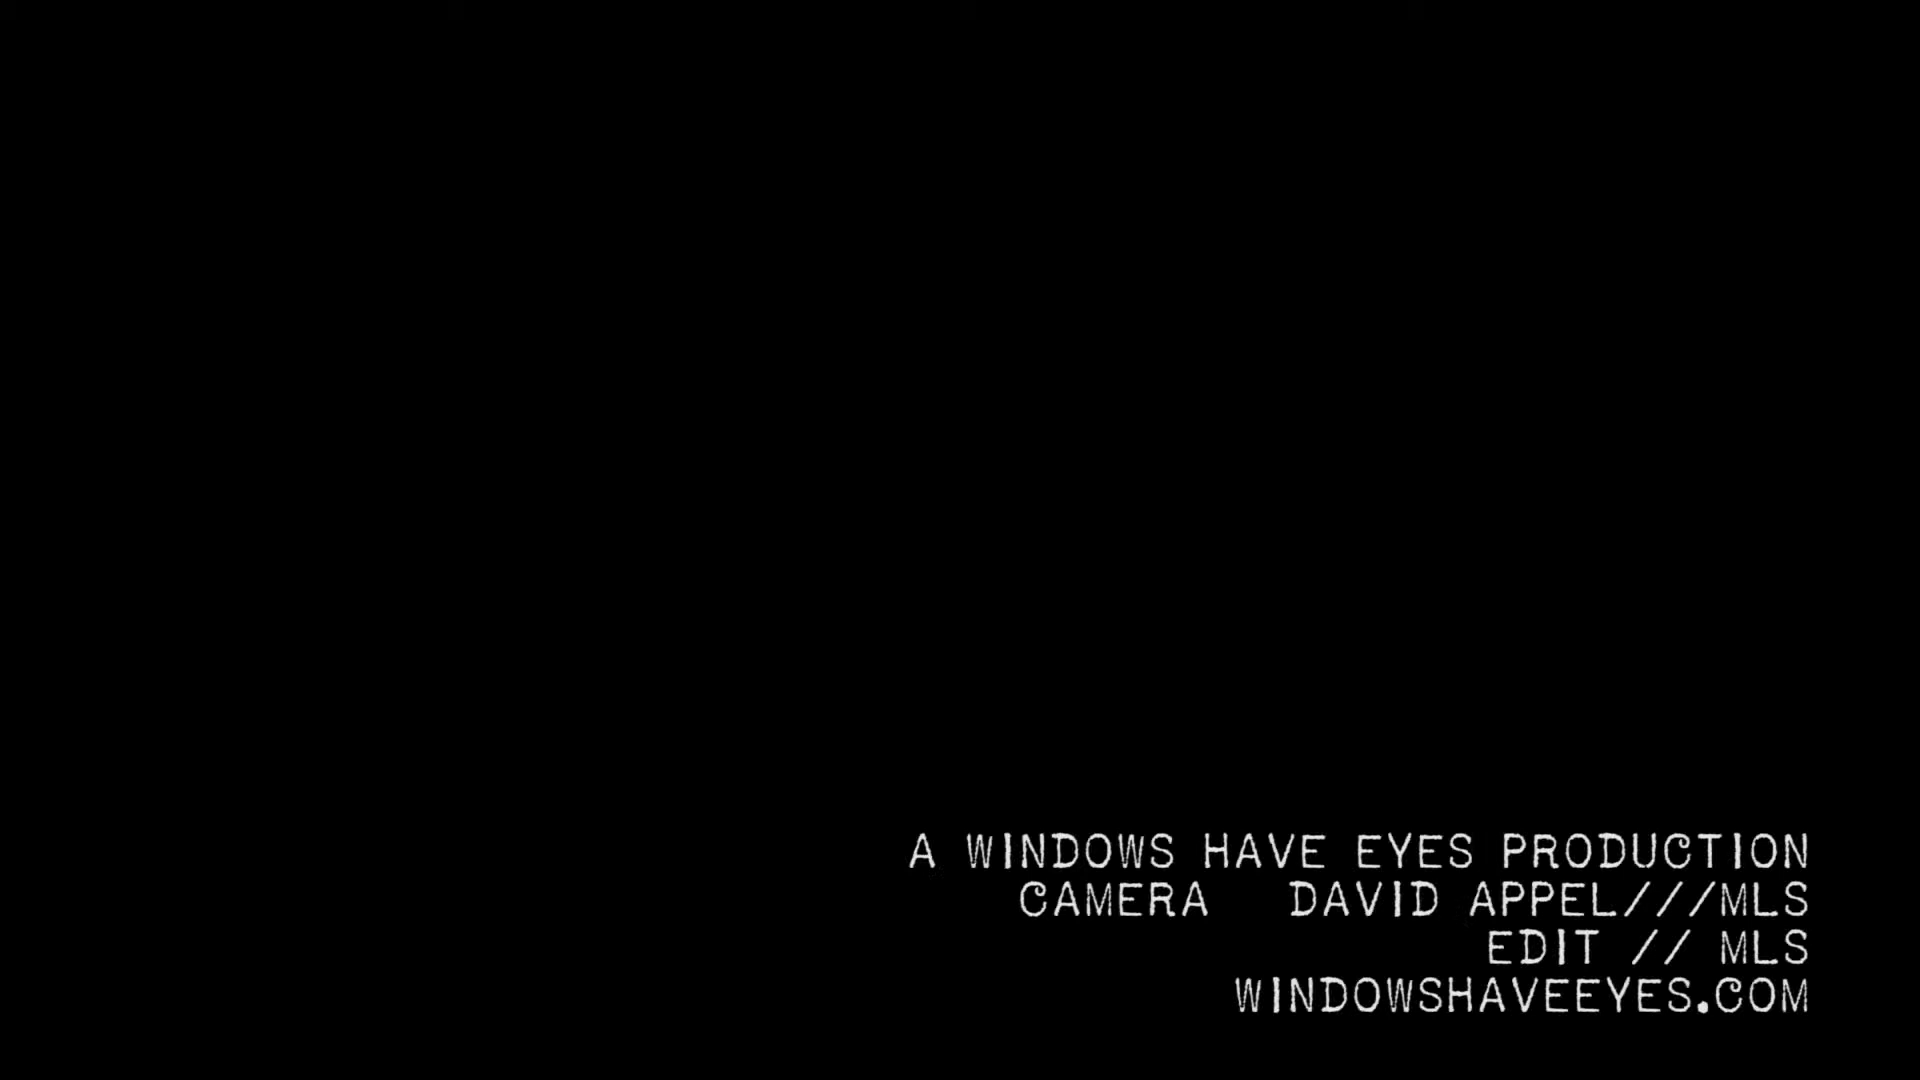 A WINDOWS HAVE EYES PRODUCTION
CAMERA DAVID APPEL///MLS
EDIT // MLS
WINDOWSHAVEEYES.COM